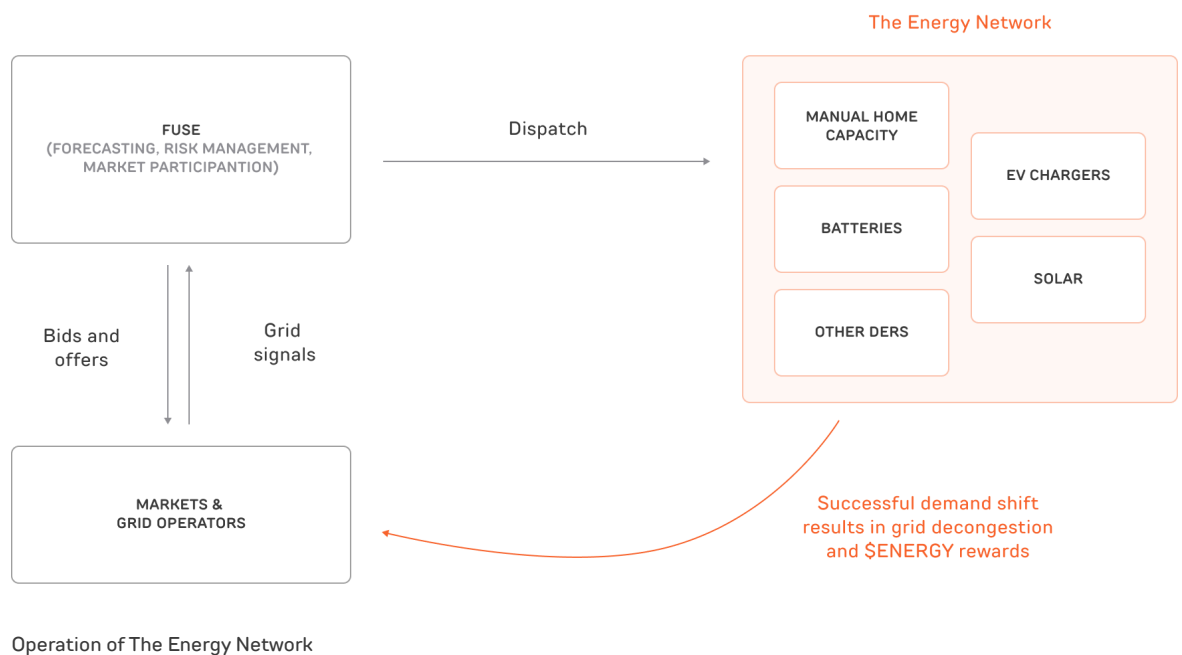 The Energy Network
FUSE
(FORECASTING, RISK MANAGEMENT,
MARKET PARTICIPANTION)
Dispatch
MANUAL HOME
CAPACITY
EV CHARGERS
BATTERIES
SOLAR
OTHER DERS
Bids and
offers
Grid
signals
MARKETS &
GRID OPERATORS
Successful demand shift
results in grid decongestion
and $ENERGY rewards
Operation of The Energy Network